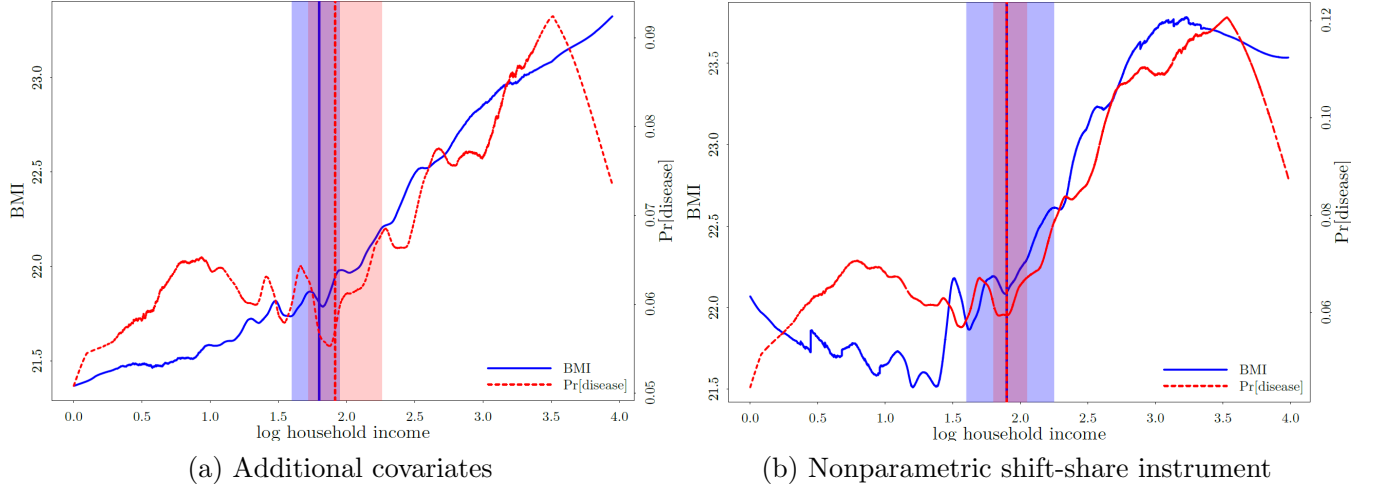 BMI
23.0
22.5
22.0
21.5
0.0 0.5 1.0 1.5 2.0 2.5 3.0 3.5 4.0
log household income
0.09
0.08
0.07
0.06
0.05
Pr[disease]
BMI
Pr[disease]
(a) Additional covariates
BMI
23.5
23.0
22.5
22.0
21.5
0.0 0.5 1.0 1.5 2.0 2.5 3.0 3.5 4.0
log household income
0.12
0.10
0.08
0.06
Pr[disease]
BMI
Pr[disease]
(b) Nonparametric shift-share instrument